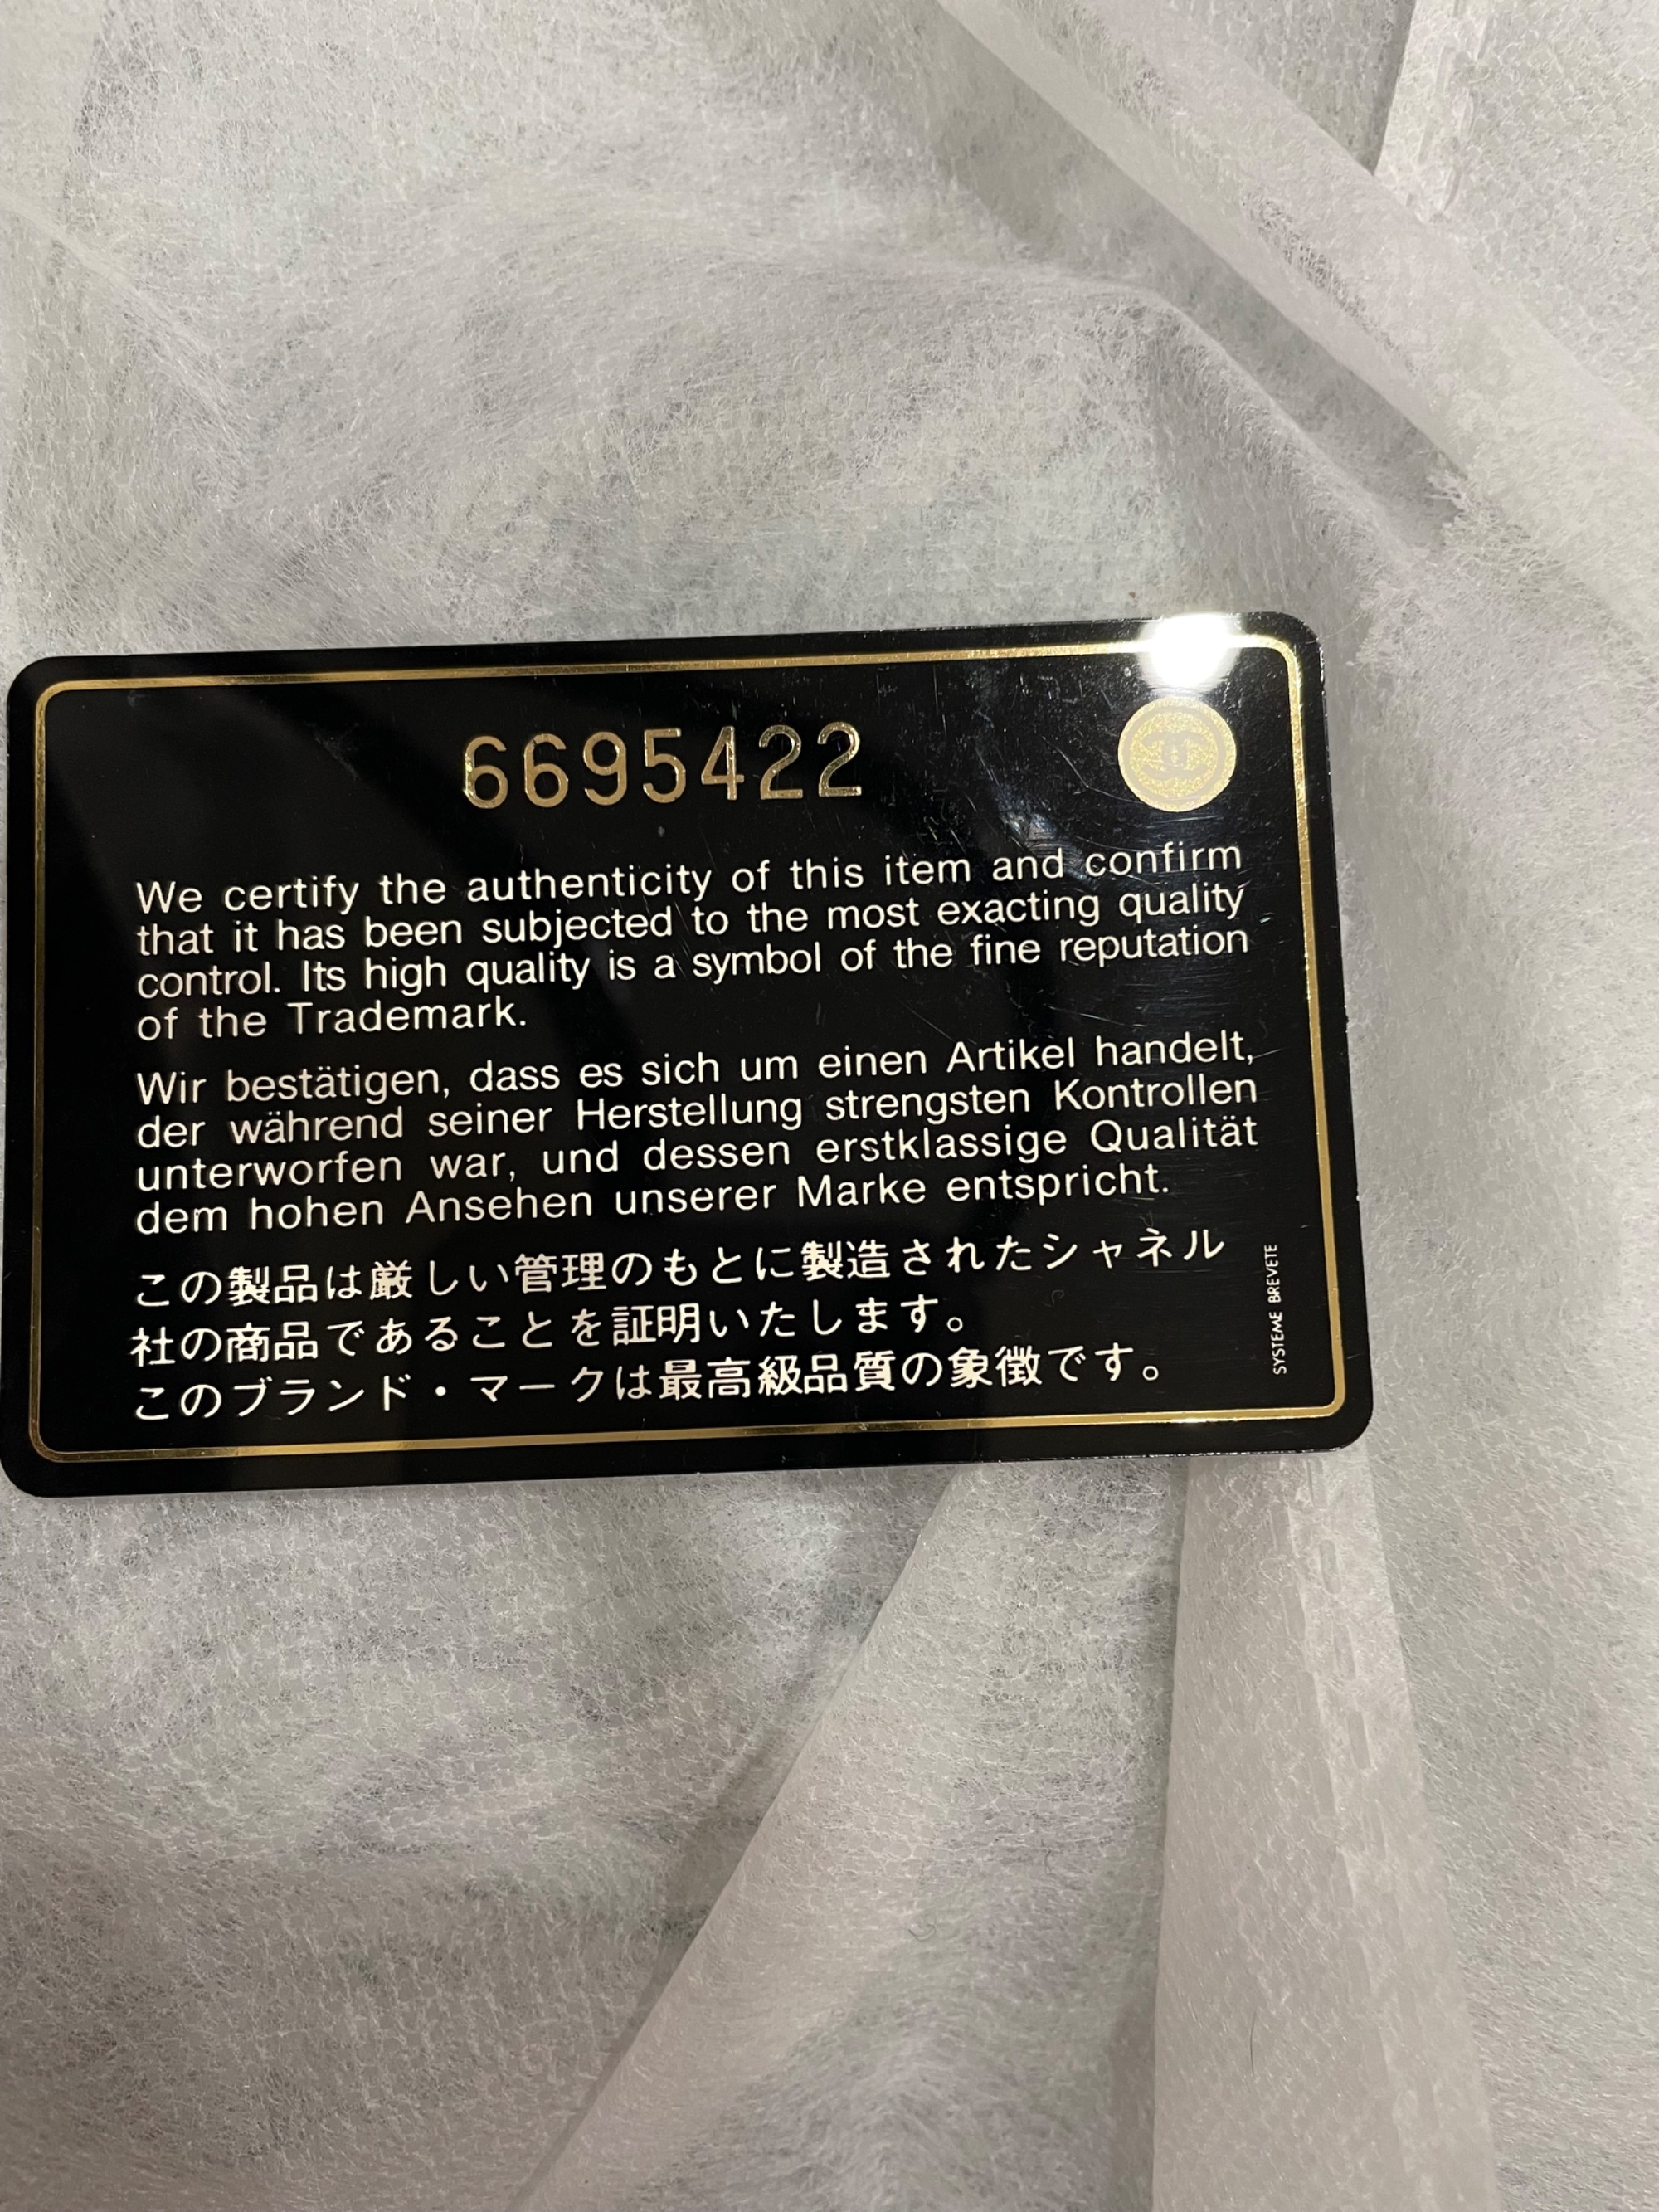 6695422
We certify the authenticity of this item and confirm
that it has been subjected to the most exacting quality
control. Its high quality is a symbol of the fine reputation
of the Trademark.
Wir bestätigen, dass es sich um einen Artikel handelt,
der während seiner Herstellung strengsten Kontrollen
unterworfen war, und dessen erstklassige Qualität
dem hohen Ansehen unserer Marke entspricht.
この製品は厳しい管理のもとに製造されたシャネル
社の商品であることを証明いたします。
このブランド・マークは最高級品質の象徴です。
SYSTEME BREVETE